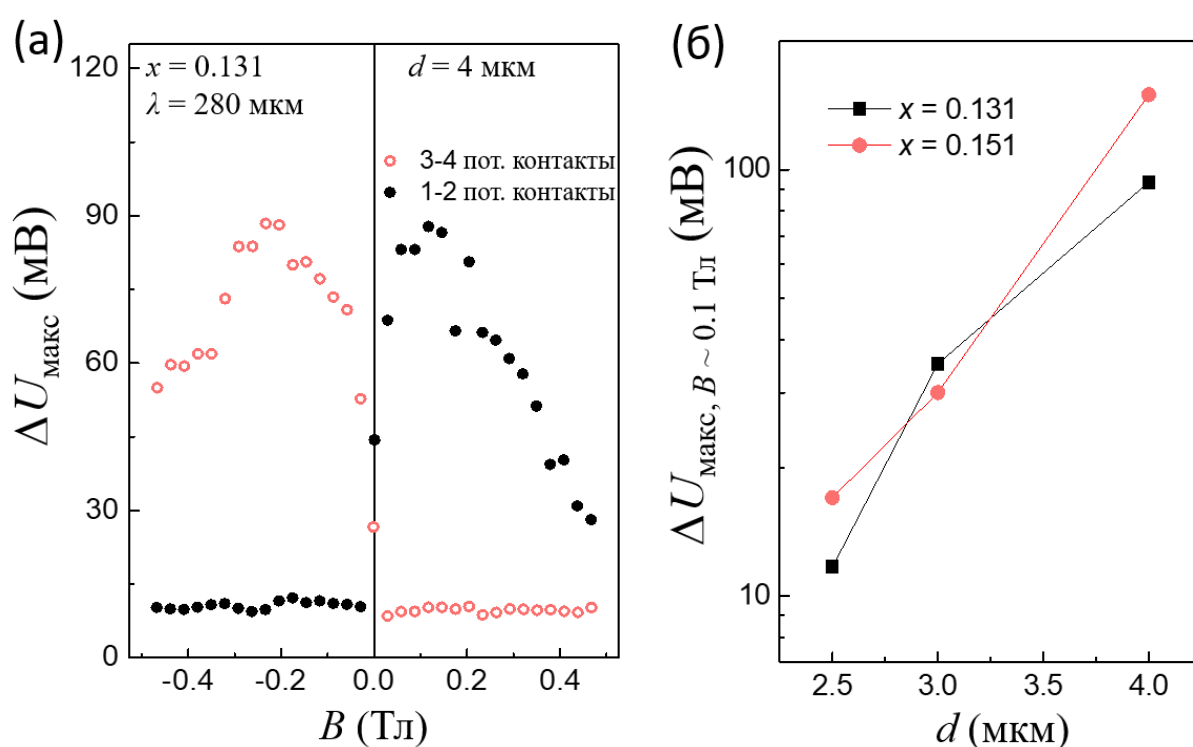 (а)
x = 0.131
λ = 280 мкм
d = 4 мкм
3-4 пот. контакты
1-2 пот. контакты
ΔUмакс (мВ)
120
90
60
30
0
-0.4 -0.2 0.0 0.2 0.4
B (Тл)
(б)
x = 0.131
x = 0.151
ΔUмакс, B ~ 0.1 Тл (мВ)
100
10
2.5 3.0 3.5 4.0
d (мкм)